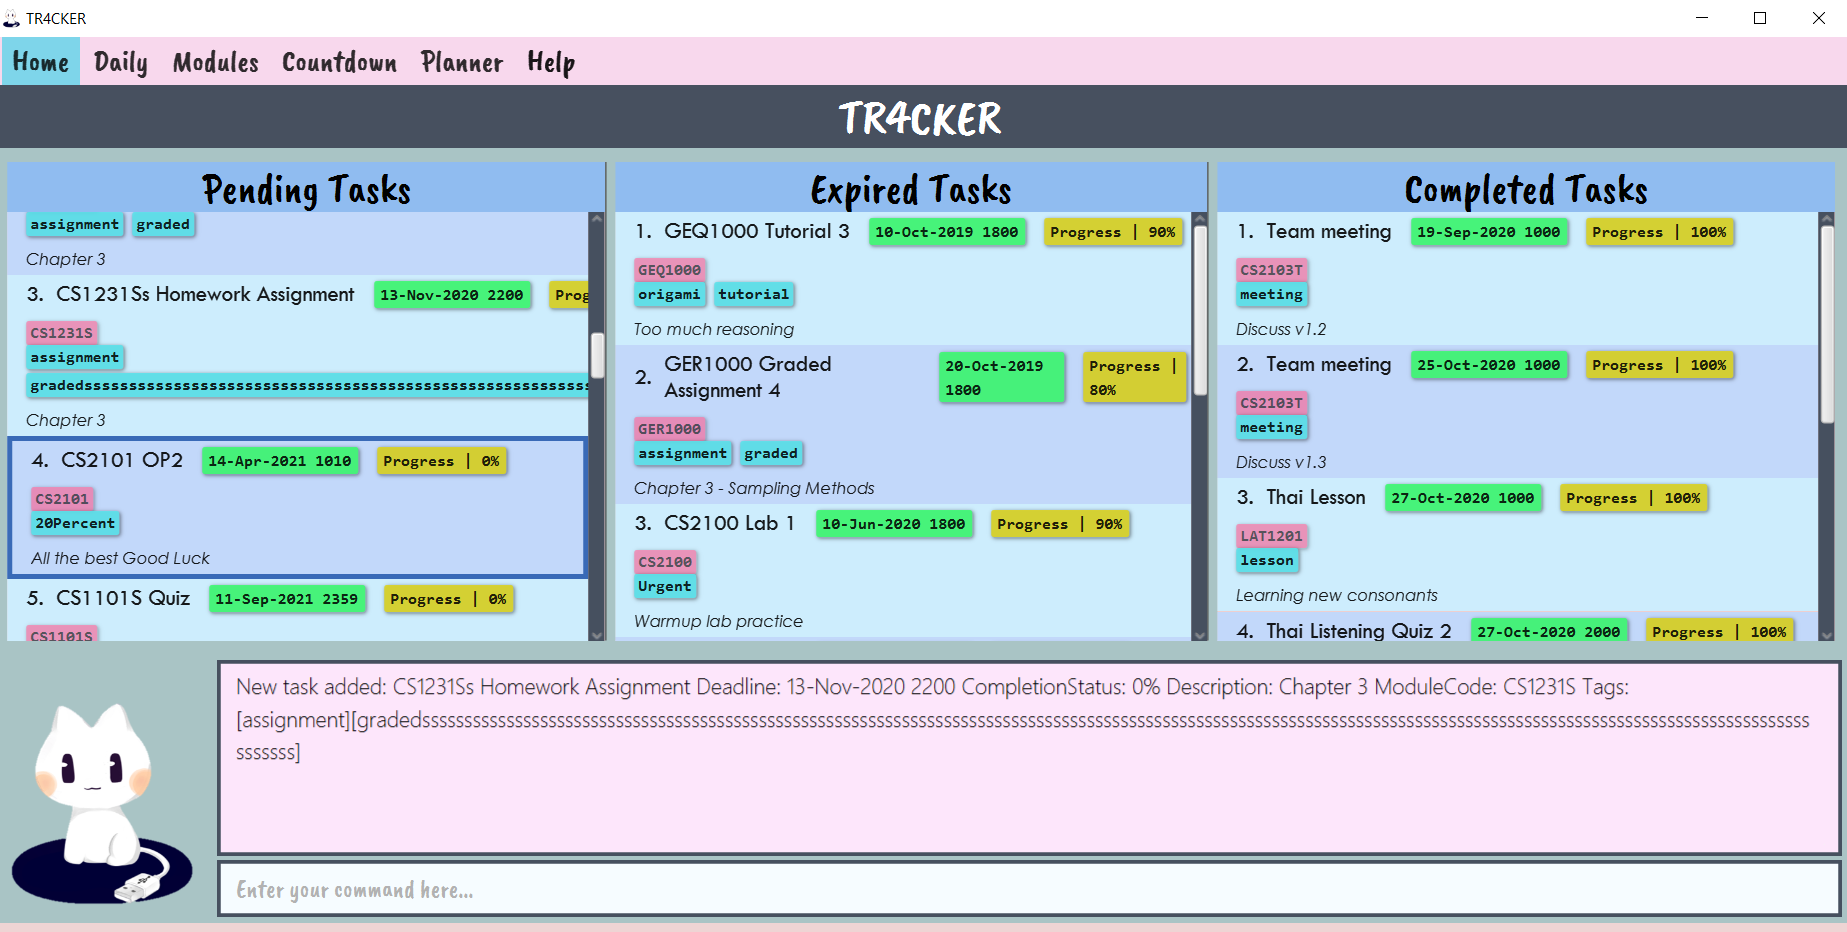 TR4CKER
Home Daily Modules Countdown Planner Help
TR4CKER
Pending Tasks
assignment graded
Chapter 3
3. CS1231Ss Homework Assignment 13-Nov-2020 2200 Prog
CS1231S
assignment
gradedssssssssssssssssssssssssssssssssssssssssssssssssssssssss
Chapter 3
4. CS2101 OP2 14-Apr-2021 1010 Progress | 0%
CS2101
20Percent
All the best Good Luck
5. CS1101S Quiz 11-Sep-2021 2359 Progress | 0%
CS1101S
Expired Tasks
1. GEQ1000 Tutorial 3 10-Oct-2019 1800 Progress | 90%
GEQ1000
origami tutorial
Too much reasoning
2. GER1000 Graded Assignment 4 20-Oct-2019 1800 Progress | 80%
GER1000
assignment graded
Chapter 3 - Sampling Methods
3. CS2100 Lab 1 10-Jun-2020 1800 Progress | 90%
CS2100
Urgent
Warmup lab practice
Completed Tasks
1. Team meeting 19-Sep-2020 1000 Progress | 100%
CS2103T
meeting
Discuss v1.2
2. Team meeting 25-Oct-2020 1000 Progress | 100%
CS2103T
meeting
Discuss v1.3
3. Thai Lesson 27-Oct-2020 1000 Progress | 100%
LAT1201
lesson
Learning new consonants
4. Thai Listening Quiz 2 27-Oct-2020 2000 Progress | 100%
New task added: CS1231Ss Homework Assignment Deadline: 13-Nov-2020 2200 CompletionStatus: 0% Description: Chapter 3 ModuleCode: CS1231S Tags:
[assignment][gradedssssssssssssssssssssssssssssssssssssssssssssssssssssssssssssssssssssssssssssssssssssssssssssssssssssssssssssssssssssssssssssssssssssssssssssssssssssssssssssssssssssssss
sssssss]
Enter your command here...